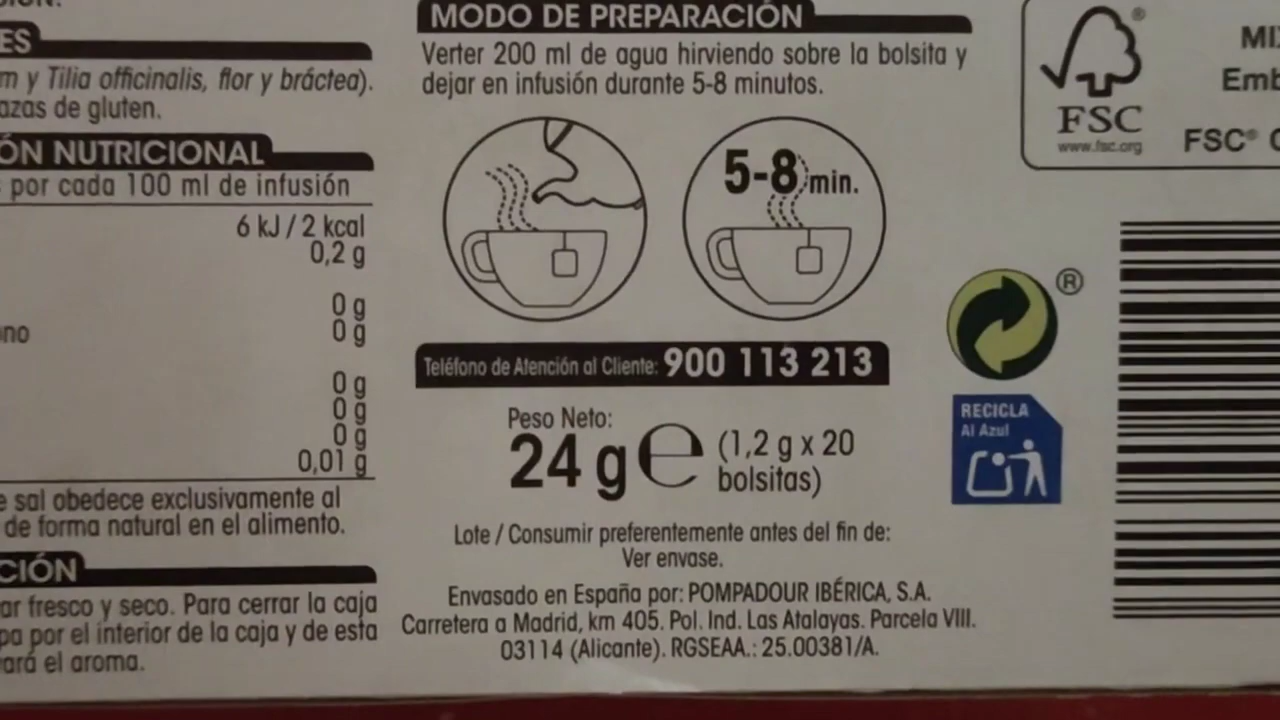 ES
m y Tilia officinalis, flor y bráctea).
azas de gluten.
ÓN NUTRICIONAL
por cada 100 ml de infusión
6 kJ / 2 kcal
0,2 g
0 g
no
0 g
0 g
0 g
0 g
0,01 g
e sal obedece exclusivamente al
de forma natural en el alimento.
CIÓN
ar fresco y seco. Para cerrar la caja
pa por el interior de la caja y de esta
ará el aroma.
MODO DE PREPARACIÓN
Verter 200 ml de agua hirviendo sobre la bolsita y
dejar en infusión durante 5-8 minutos.
5-8 min.
Teléfono de Atención al Cliente: 900 113 213
Peso Neto:
24 g e (1,2 g x 20
bolsitas)
Lote / Consumir preferentemente antes del fin de:
Ver envase.
Envasado en España por: POMPADOUR IBÉRICA, S.A.
Carretera a Madrid, km 405. Pol. Ind. Las Atalayas. Parcela VIII.
03114 (Alicante). RGSEAA.: 25.00381/A.
®
FSC
www.fsc.org
MI
Emb
FSC® C
®
RECICLA
Al Azul